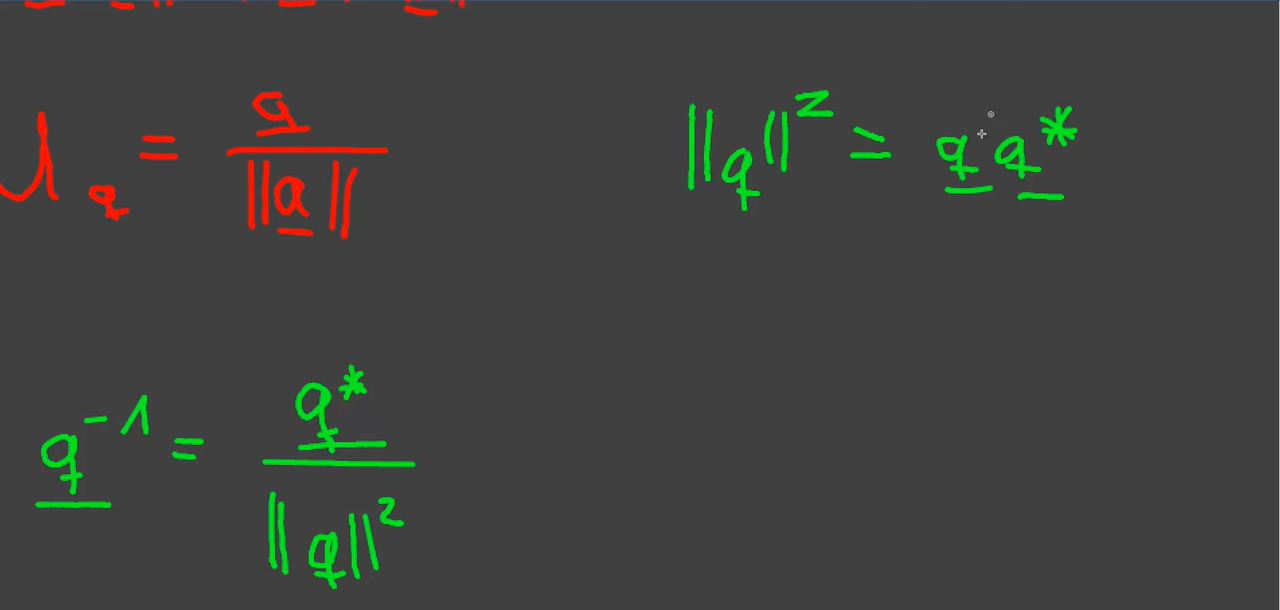 U_q = q / ||q||
||q||² = q q*
q⁻¹ = q* / ||q||²